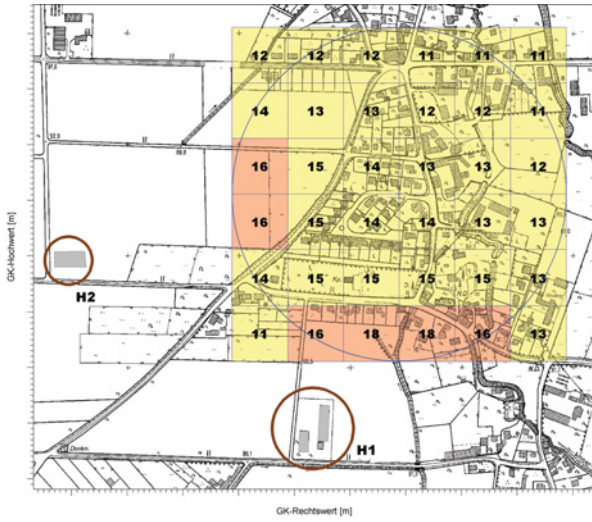 12 12 12 11 11 11
14 13 13 12 12 11
16 15 14 13 13 12
16 15 14 14 13 13
14 15 15 15 15 13
11 16 18 18 16 13
H2
H1
GK-Hochwert [m]
GK-Rechtswert [m]